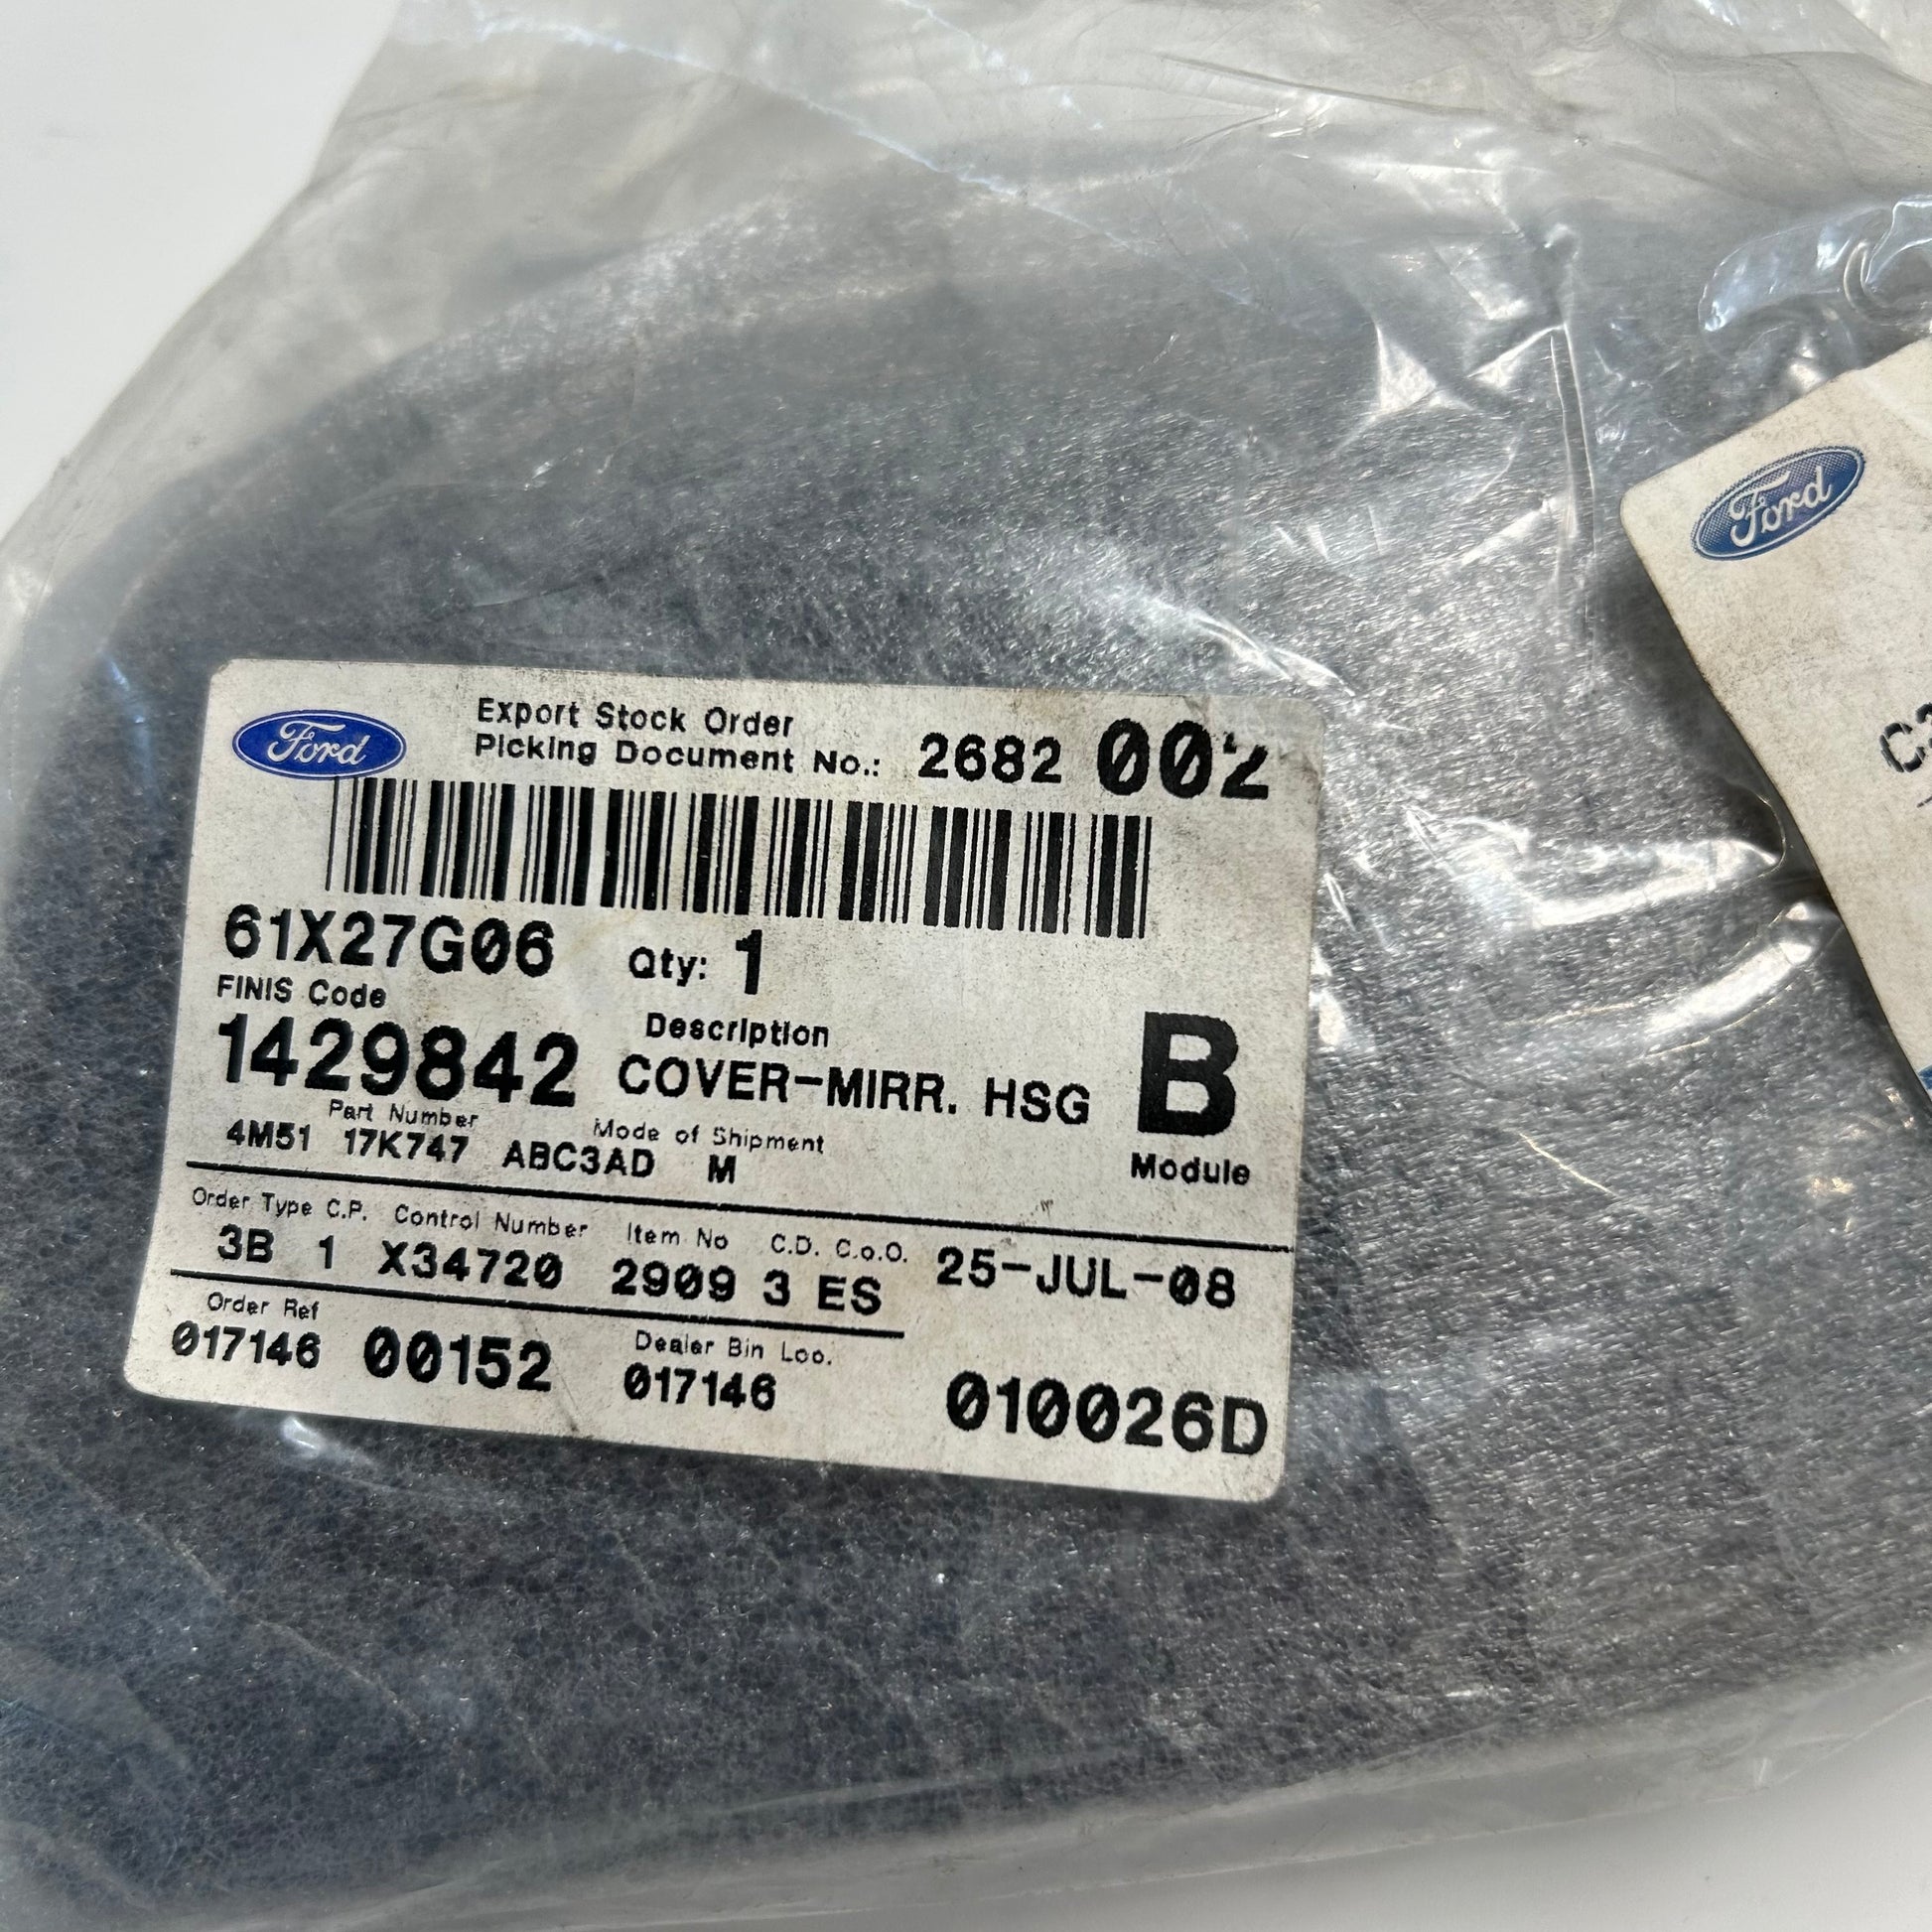 Ford
Export Stock Order
Picking Document No.: 2682 002
61X27G06 Qty: 1
FINIS Code
Description
1429842 COVER-MIRR. HSG B
Part Number Mode of Shipment
4M51 17K747 ABC3AD M Module
Order Type C.P. Control Number Item No C.D. C.o.O.
3B 1 X34720 2909 3 ES 25-JUL-08
Order Ref Dealer Bin Loc.
017146 00152 017146 010026D
Ford